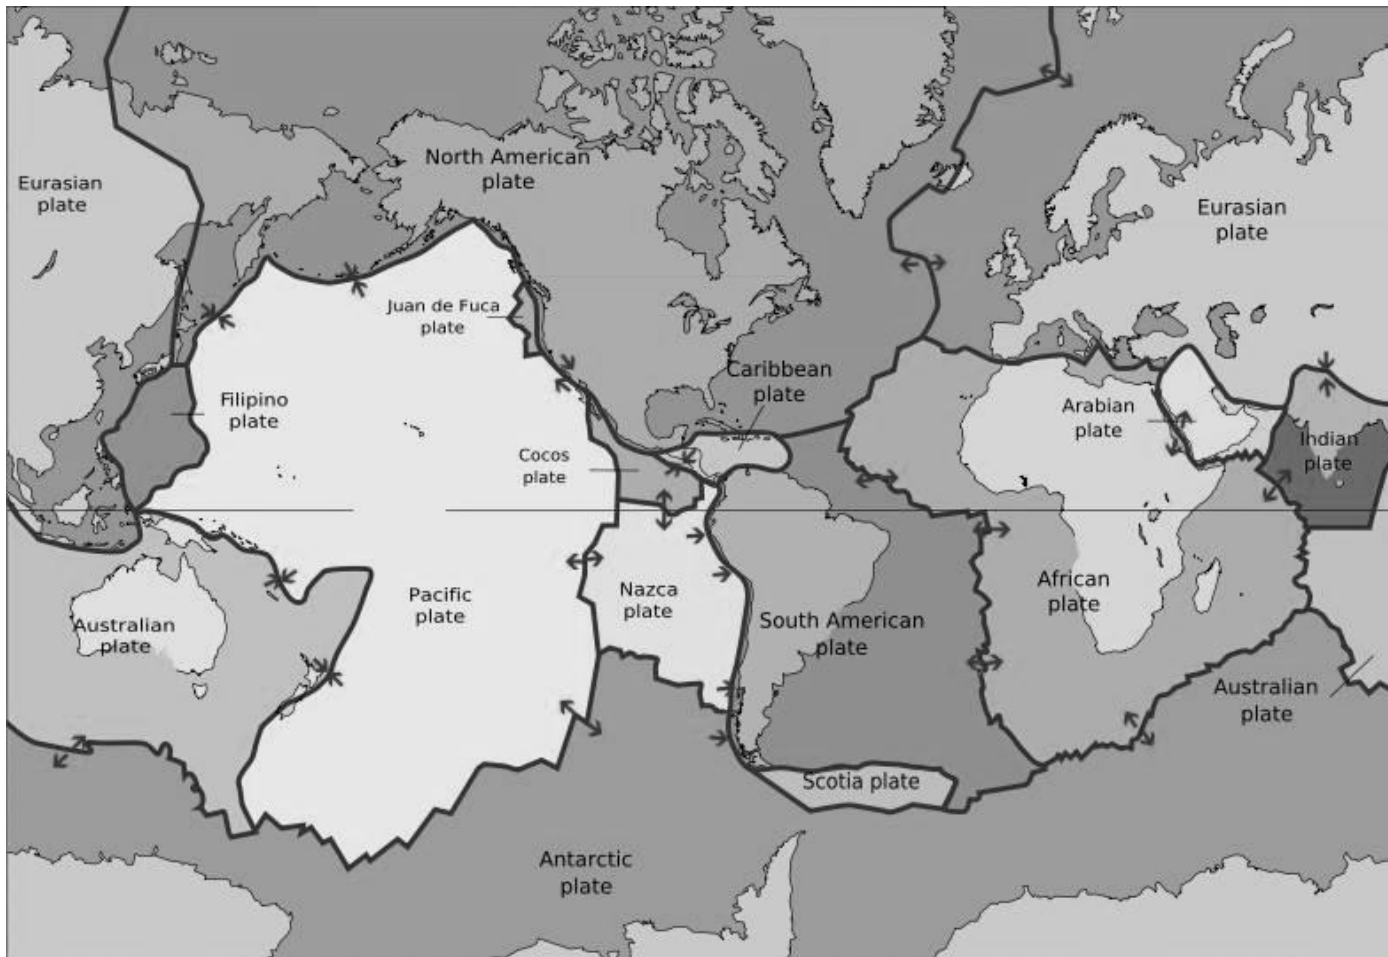 North American
plate
Eurasian
plate
Eurasian
plate
Juan de Fuca
plate
Caribbean
plate
Filipino
plate
Arabian
plate
Indian
plate
Cocos
plate
Pacific
plate
Nazca
plate
African
plate
South American
plate
Australian
plate
Australian
plate
Scotia plate
Antarctic
plate